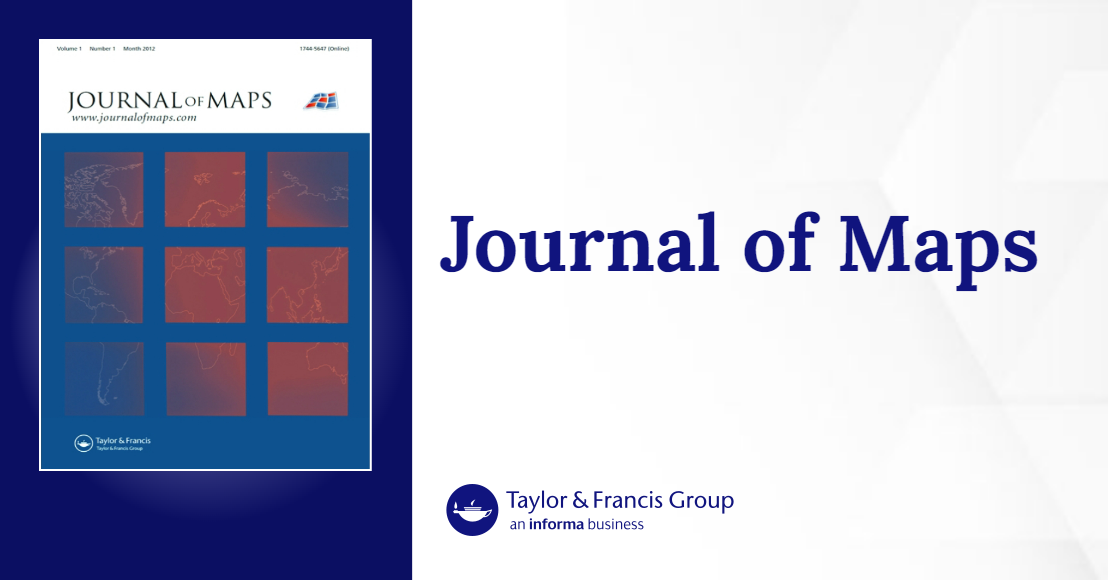 Volume 1 Number 1 Month 2012 1744-5647 (Online)
JOURNAL OF MAPS
www.journalofmaps.com
Taylor & Francis
Taylor & Francis Group
Journal of Maps
Taylor & Francis Group
an informa business